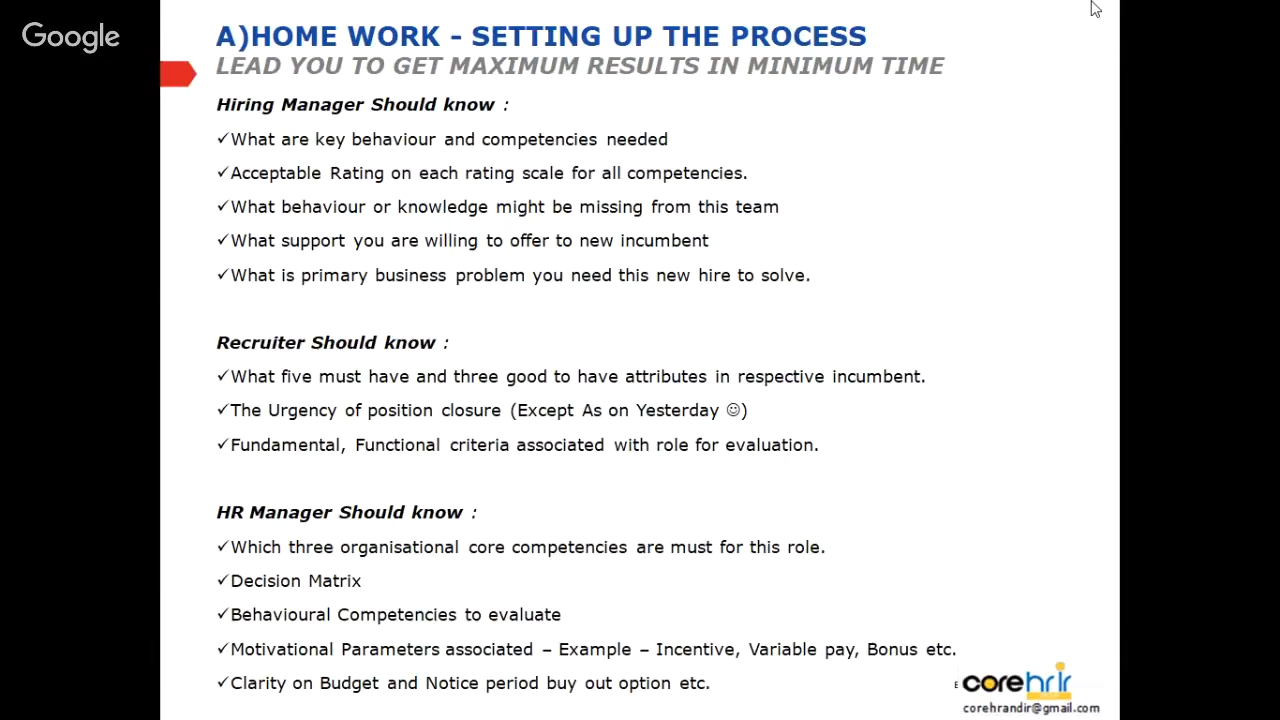 Google
A)HOME WORK - SETTING UP THE PROCESS
LEAD YOU TO GET MAXIMUM RESULTS IN MINIMUM TIME
Hiring Manager Should know :
✓What are key behaviour and competencies needed
✓Acceptable Rating on each rating scale for all competencies.
✓What behaviour or knowledge might be missing from this team
✓What support you are willing to offer to new incumbent
✓What is primary business problem you need this new hire to solve.
Recruiter Should know :
✓What five must have and three good to have attributes in respective incumbent.
✓The Urgency of position closure (Except As on Yesterday ☺)
✓Fundamental, Functional criteria associated with role for evaluation.
HR Manager Should know :
✓Which three organisational core competencies are must for this role.
✓Decision Matrix
✓Behavioural Competencies to evaluate
✓Motivational Parameters associated – Example – Incentive, Variable pay, Bonus etc.
✓Clarity on Budget and Notice period buy out option etc.
E
corehrir
corehrandir@gmail.com